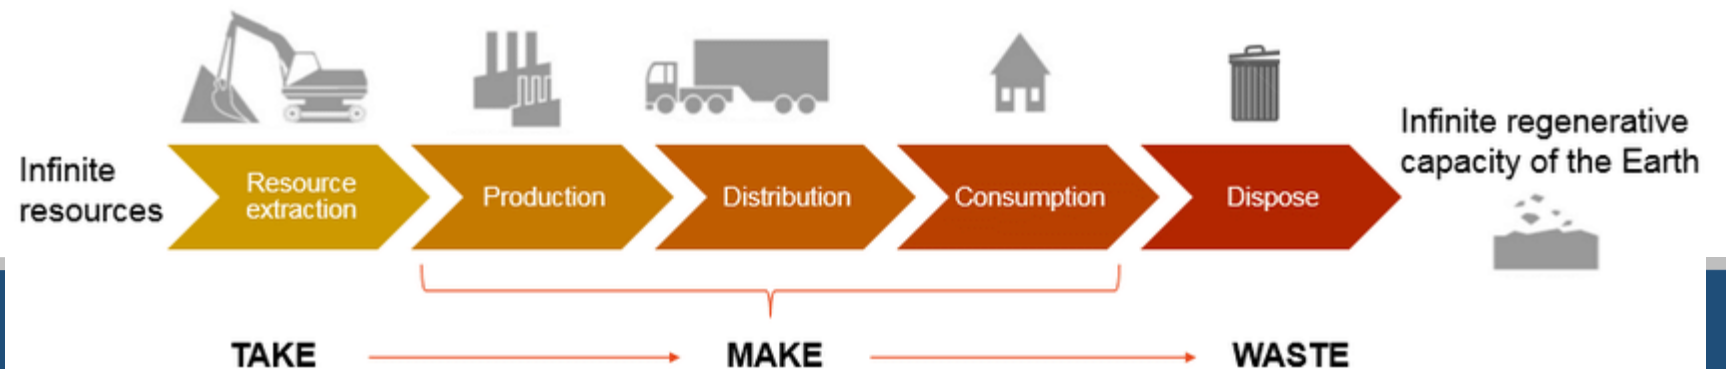 Infinite
resources
Resource
extraction
Production
Distribution
Consumption
Dispose
Infinite regenerative
capacity of the Earth
TAKE
MAKE
WASTE